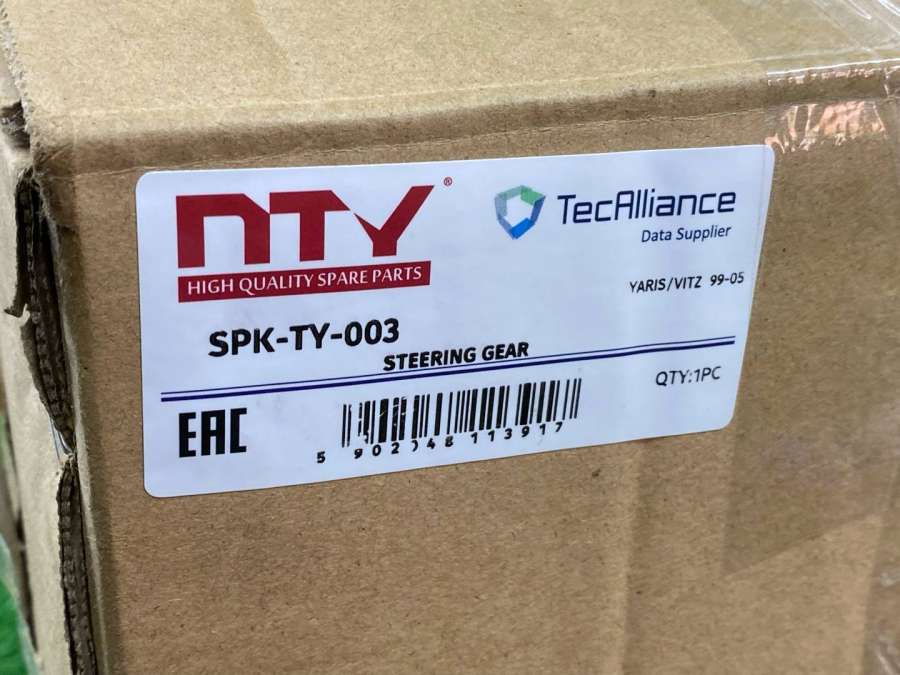 NTY®
HIGH QUALITY SPARE PARTS
TecAlliance
Data Supplier
YARIS/VITZ 99-05
SPK-TY-003
STEERING GEAR
QTY:1PC
EAC